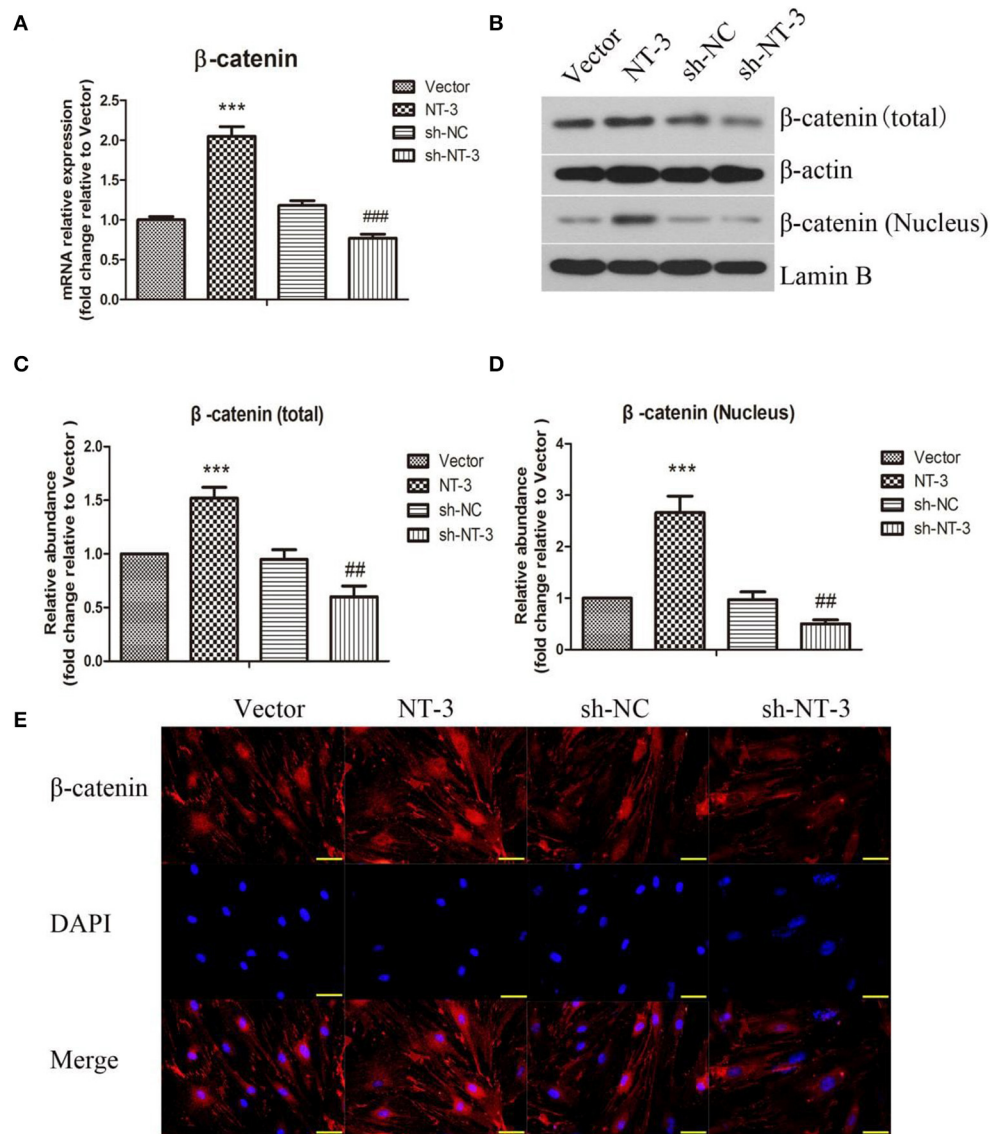 A
β-catenin
mRNA relative expression
(fold change relative to Vector)
2.5
2.0
1.5
1.0
0.5
0.0
***
###
Vector
NT-3
sh-NC
sh-NT-3
B
Vector
NT-3
sh-NC
sh-NT-3
β-catenin (total)
β-actin
β-catenin (Nucleus)
Lamin B
C
β -catenin (total)
Relative abundance
(fold change relative to Vector )
2.0
1.5
1.0
0.5
0.0
***
##
Vector
NT-3
sh-NC
sh-NT-3
D
β -catenin (Nucleus)
Relative abundance
(fold change relative to Vector )
4
3
2
1
0
***
##
Vector
NT-3
sh-NC
sh-NT-3
E
Vector NT-3 sh-NC sh-NT-3
β-catenin
DAPI
Merge